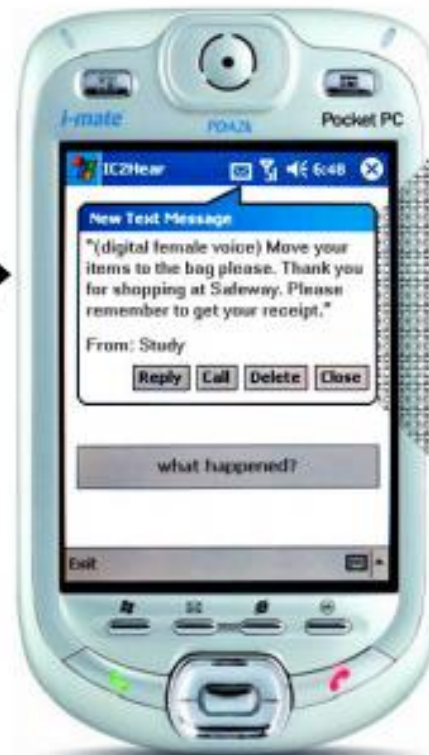 i-mate
PDA2k
Pocket PC
IC2Hear
6:48
New Text Message
"(digital female voice) Move your
items to the bag please. Thank you
for shopping at Safeway. Please
remember to get your receipt."
From: Study
Reply Call Delete Close
what happened?
Exit